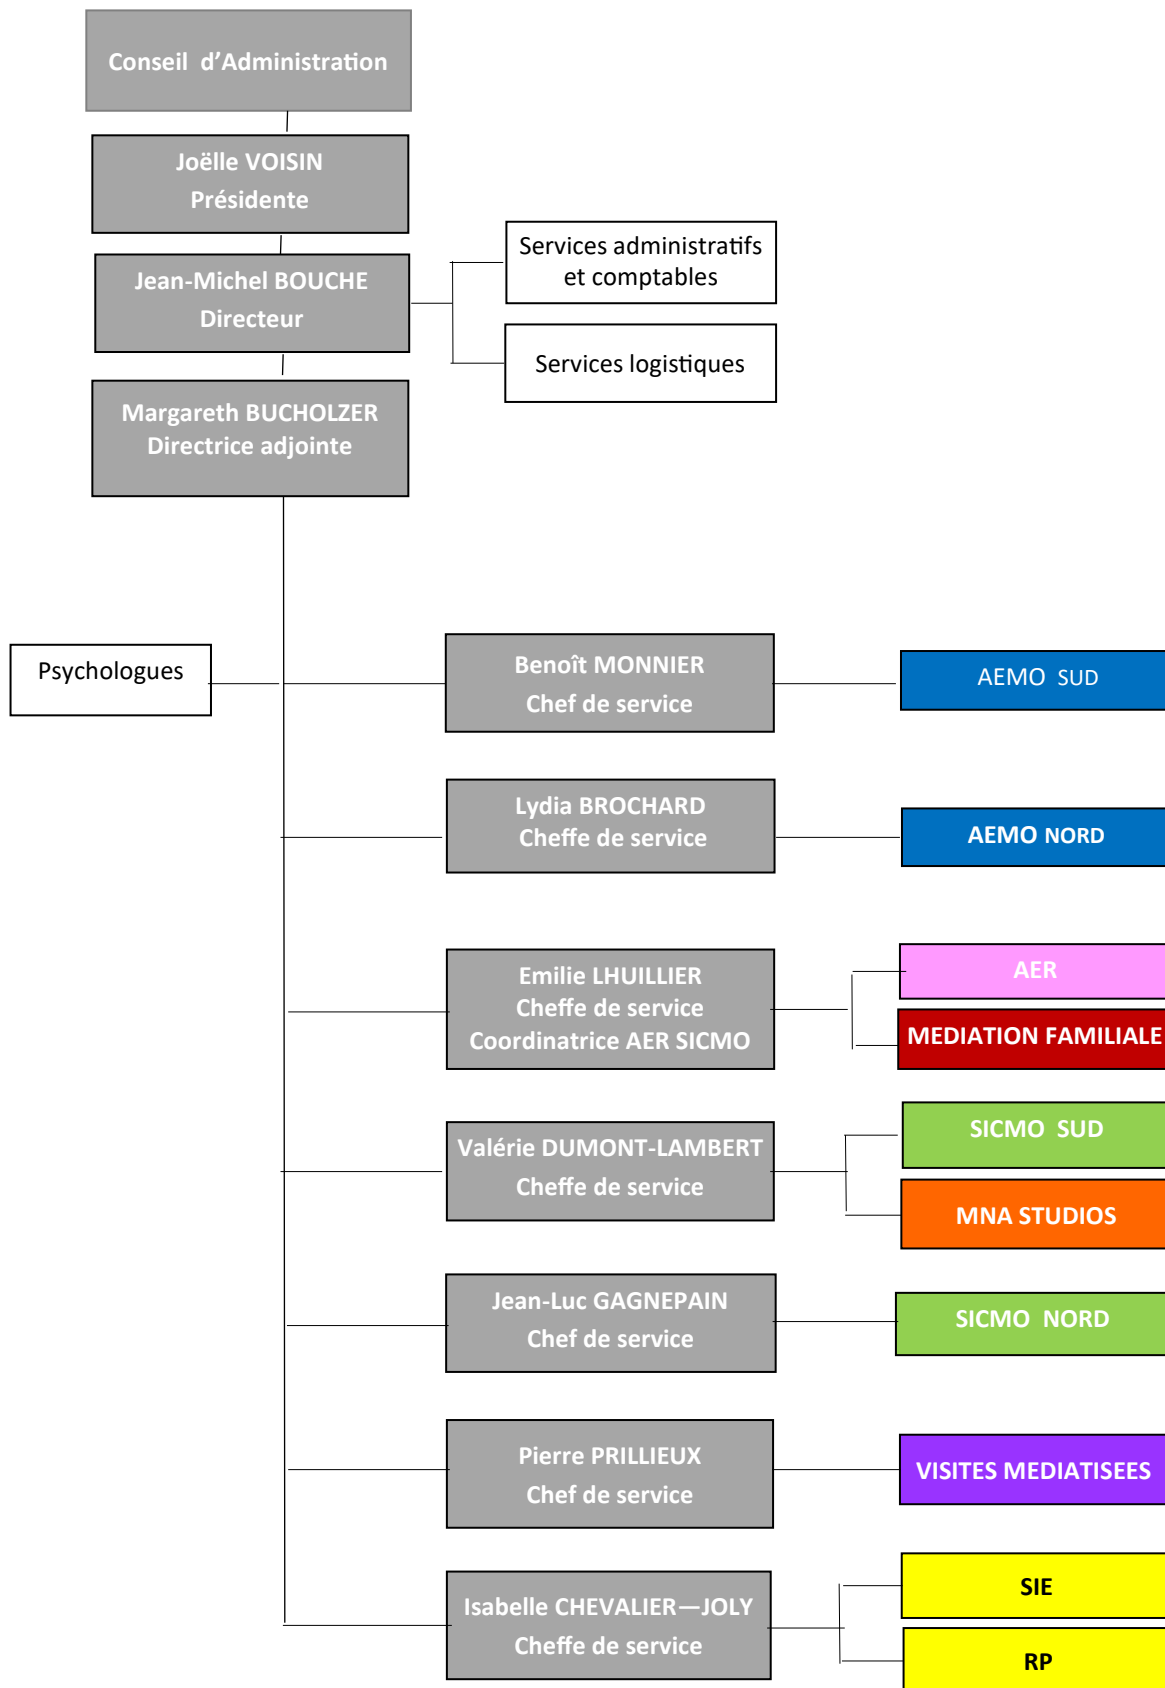 Conseil d'Administration
Joëlle VOISIN
Présidente
Jean-Michel BOUCHE
Directeur
Services administratifs
et comptables
Services logistiques
Margareth BUCHOLZER
Directrice adjointe
Psychologues
Benoît MONNIER
Chef de service
AEMO SUD
Lydia BROCHARD
Cheffe de service
AEMO NORD
Emilie LHUILLIER
Cheffe de service
Coordinatrice AER SICMO
AER
MEDIATION FAMILIALE
Valérie DUMONT-LAMBERT
Cheffe de service
SICMO SUD
MNA STUDIOS
Jean-Luc GAGNEPAIN
Chef de service
SICMO NORD
Pierre PRILLIEUX
Chef de service
VISITES MEDIATISEES
Isabelle CHEVALIER—JOLY
Cheffe de service
SIE
RP